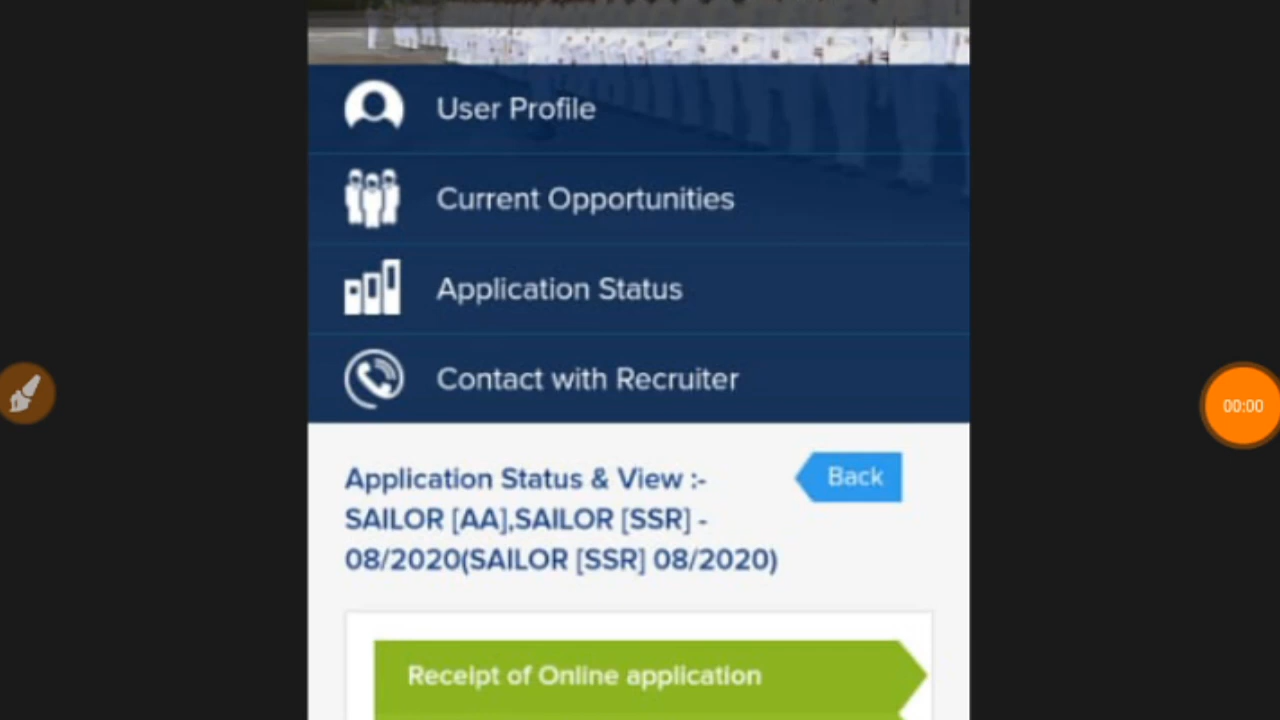 User Profile
Current Opportunities
Application Status
Contact with Recruiter
Application Status & View :-
Back
SAILOR [AA],SAILOR [SSR] -
08/2020(SAILOR [SSR] 08/2020)
Receipt of Online application
00:00